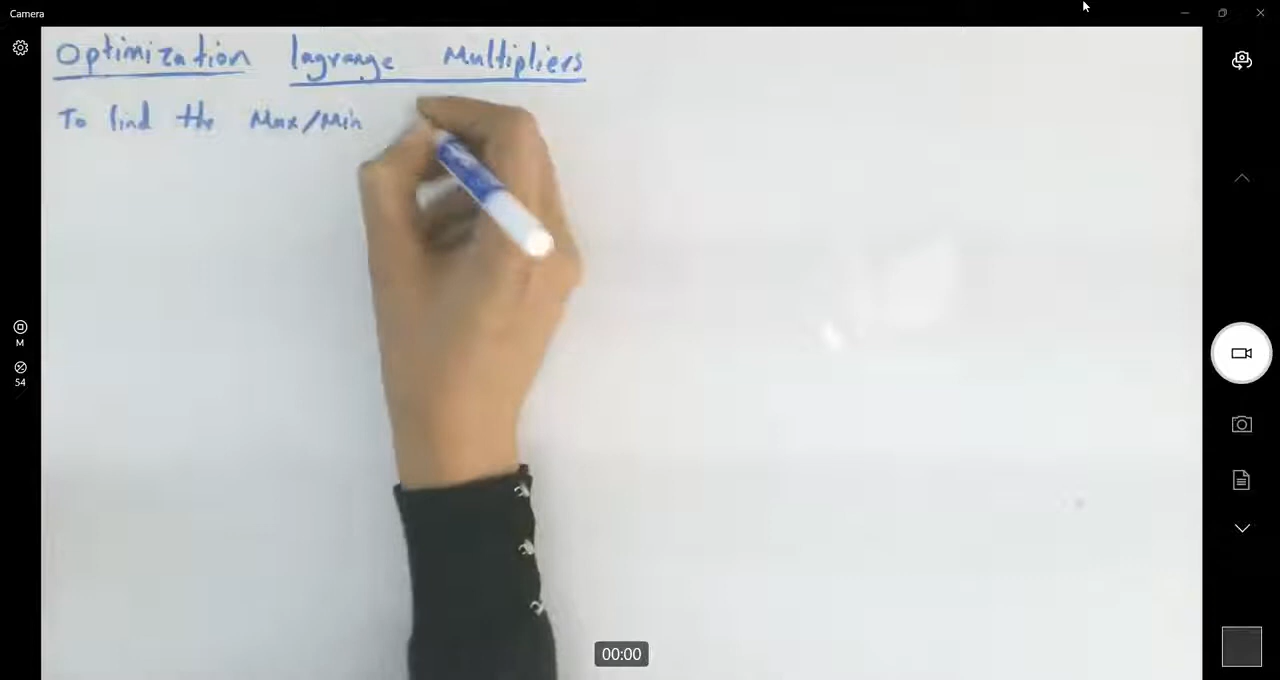 Camera
Optimization lagrange Multipliers
To find the Max/Min
M
54
00:00